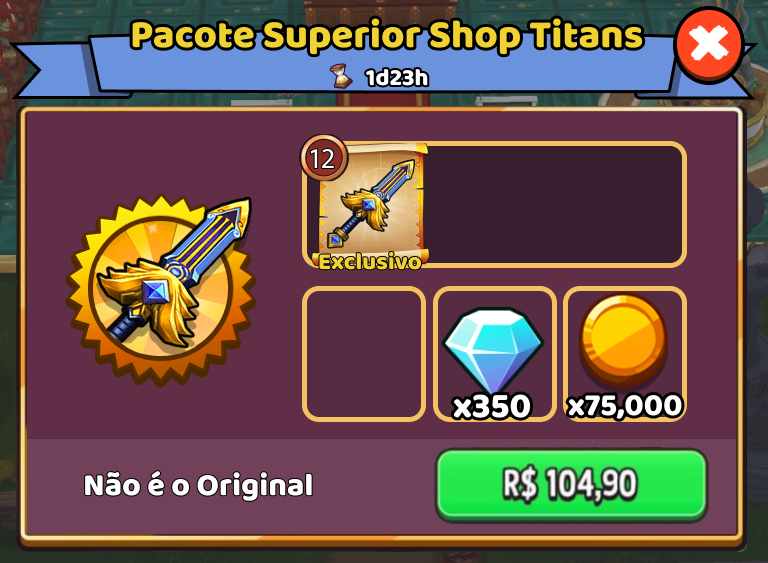 Pacote Superior Shop Titans
1d23h
12
Exclusivo
x350
x75,000
Não é o Original
R$ 104,90